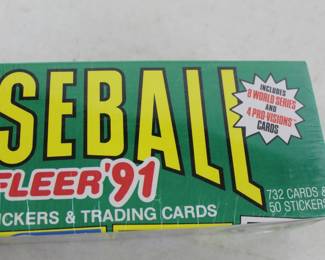 SEBALL
FLEER '91
ICKERS & TRADING CARDS
INCLUDES
8 WORLD SERIES
AND
4 PRO-VISIONS
CARDS
732 CARDS &
50 STICKERS